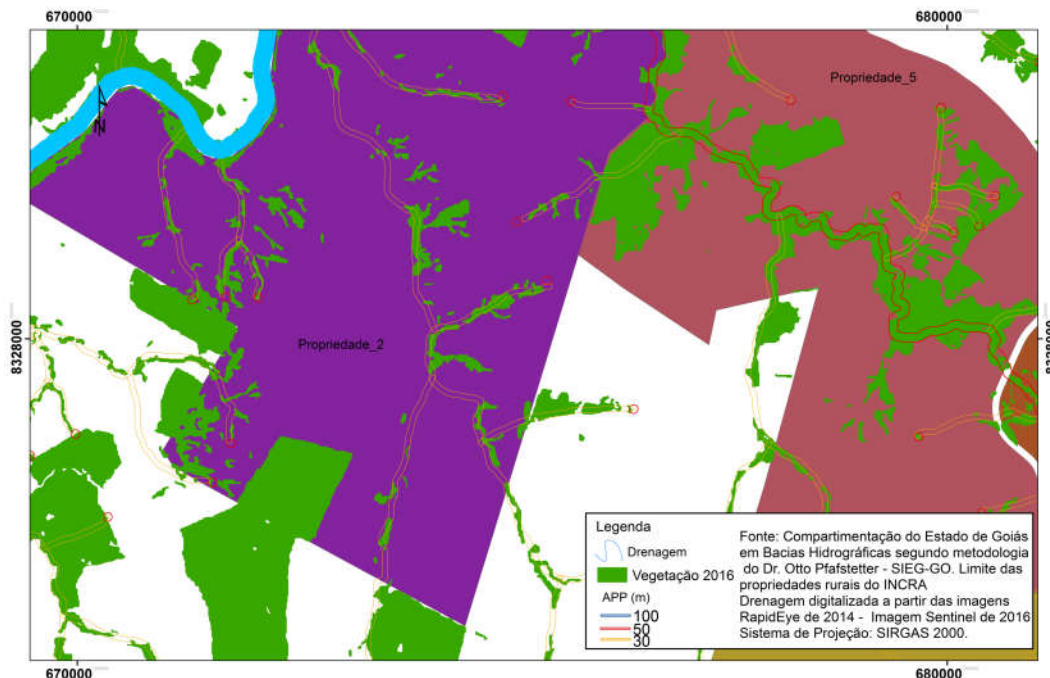 670000
680000
Propriedade_5
N
8328000
8328000
Propriedade_2
Legenda
Drenagem
Vegetação 2016
APP (m)
100
50
30
Fonte: Compartimentação do Estado de Goiás
em Bacias Hidrográficas segundo metodologia
do Dr. Otto Pfafstetter - SIEG-GO. Limite das
propriedades rurais do INCRA
Drenagem digitalizada a partir das imagens
RapidEye de 2014 - Imagem Sentinel de 2016
Sistema de Projeção: SIRGAS 2000.
670000
680000